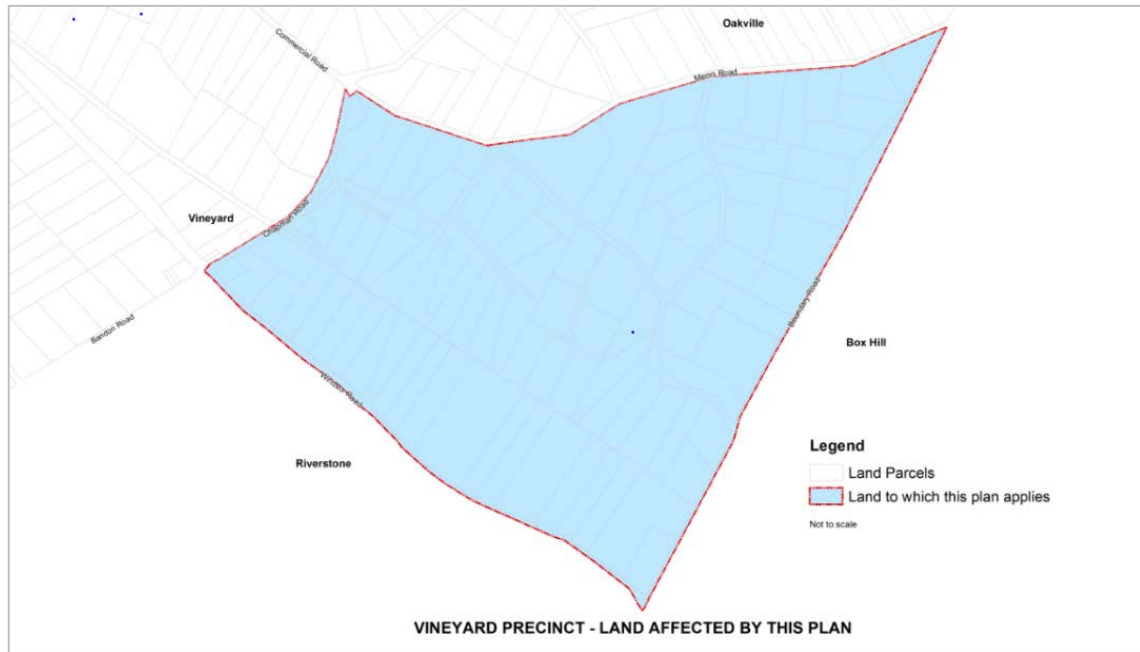 Oakville
Commercial Road
Menin Road
Vineyard
Chapman Road
Boundary Road
Bandon Road
Box Hill
Windsor Road
Legend
Riverstone
Land Parcels
Land to which this plan applies
Not to scale
VINEYARD PRECINCT - LAND AFFECTED BY THIS PLAN